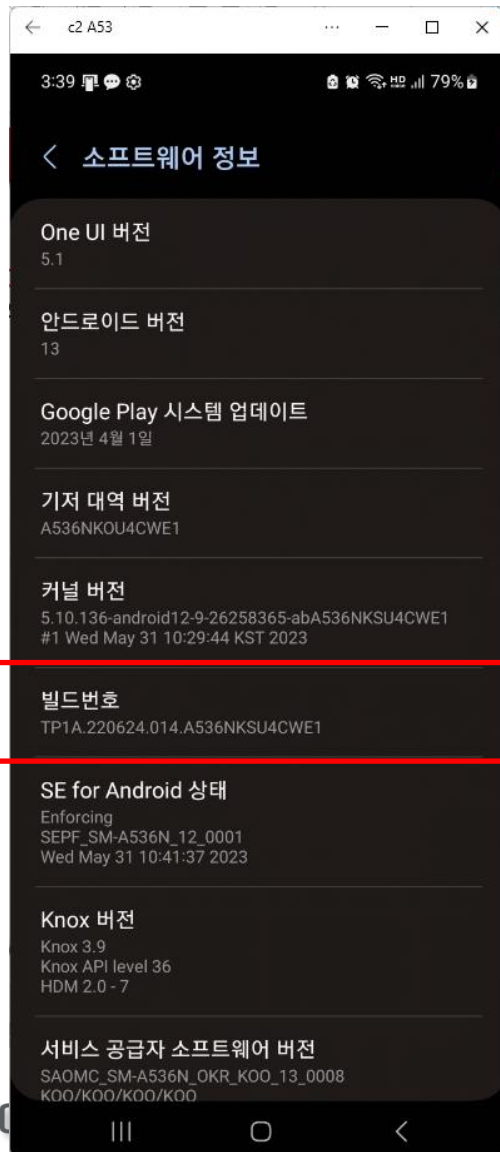 c2 A53
3:39
79%
소프트웨어 정보
One UI 버전
5.1
안드로이드 버전
13
Google Play 시스템 업데이트
2023년 4월 1일
기저 대역 버전
A536NKOU4CWE1
커널 버전
5.10.136-android12-9-26258365-abA536NKSU4CWE1
#1 Wed May 31 10:29:44 KST 2023
빌드번호
TP1A.220624.014.A536NKSU4CWE1
SE for Android 상태
Enforcing
SEPF_SM-A536N_12_0001
Wed May 31 10:41:37 2023
Knox 버전
Knox 3.9
Knox API level 36
HDM 2.0 - 7
서비스 공급자 소프트웨어 버전
SAOMC_SM-A536N_OKR_KOO_13_0008
KOO/KOO/KOO/KOO